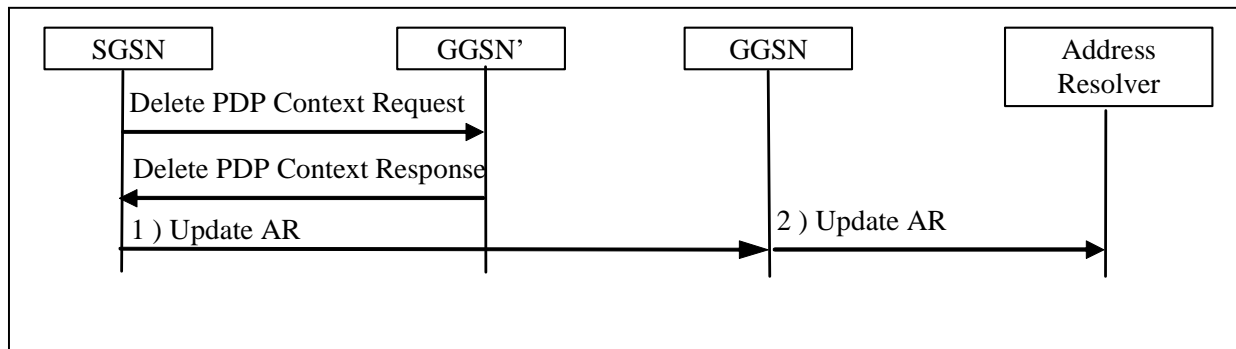 SGSN
GGSN’
GGSN
Address
Resolver
Delete PDP Context Request
Delete PDP Context Response
1 ) Update AR
2 ) Update AR